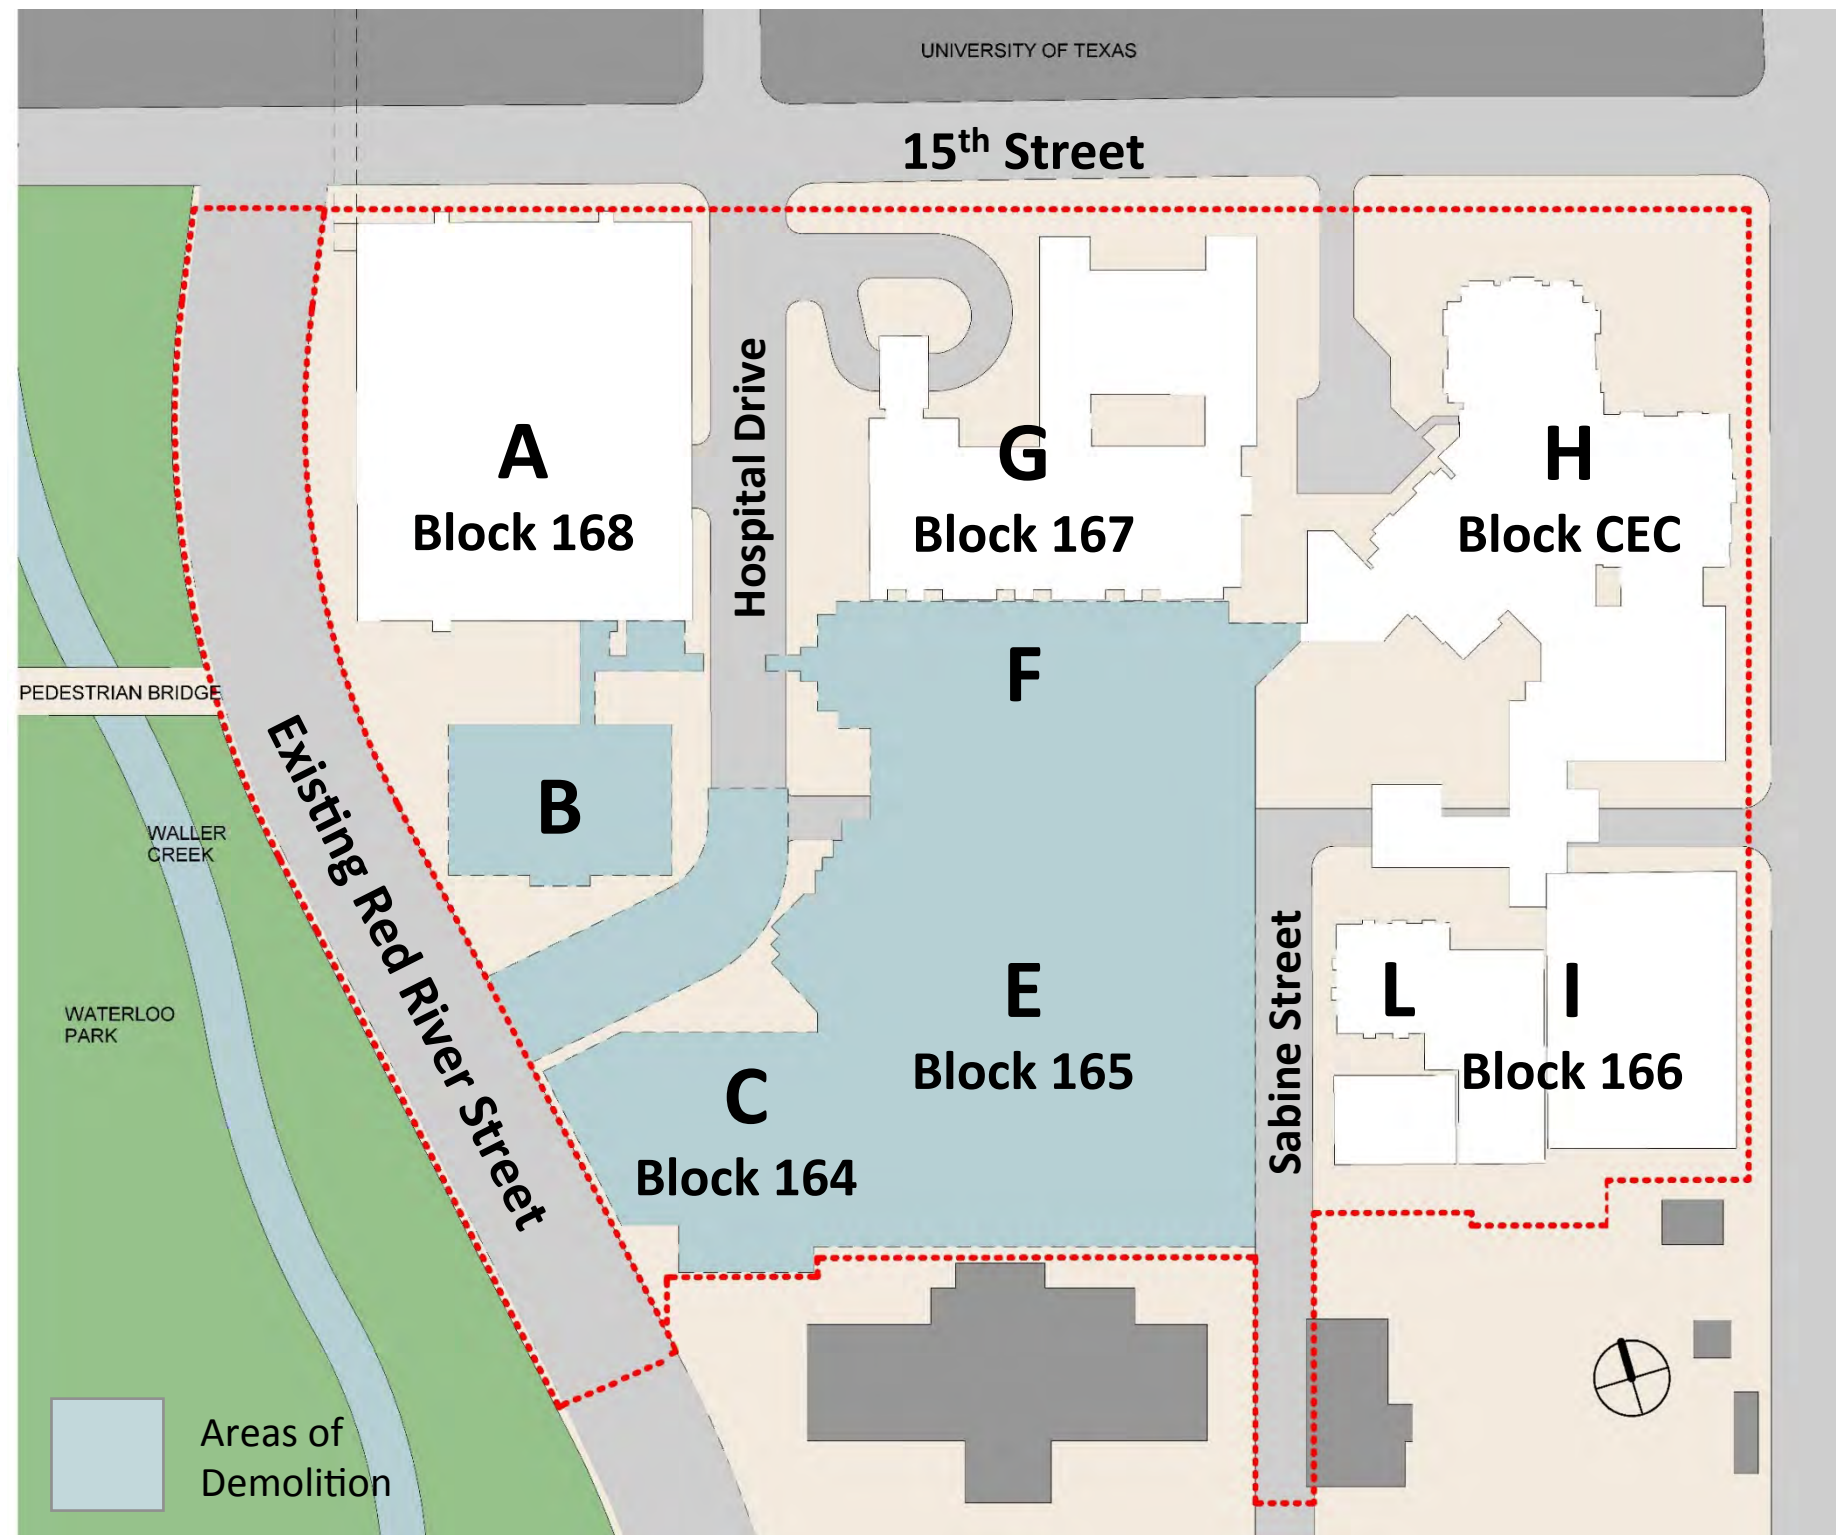 UNIVERSITY OF TEXAS
15th Street
Hospital Drive
A
Block 168
G
Block 167
H
Block CEC
F
PEDESTRIAN BRIDGE
Existing Red River Street
B
WALLER
CREEK
E
Block 165
Sabine Street
L
I
Block 166
WATERLOO
PARK
C
Block 164
Areas of
Demolition